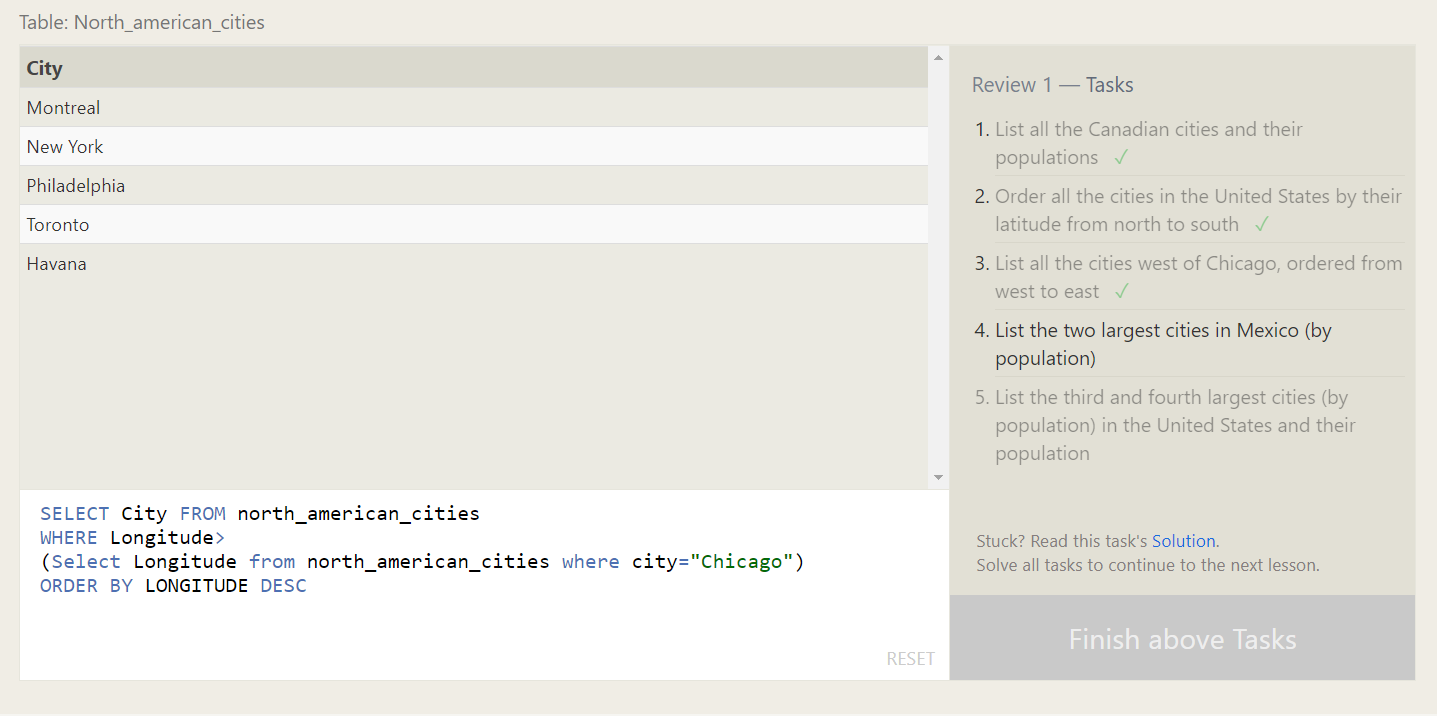 Table: North_american_cities
City
Montreal
New York
Philadelphia
Toronto
Havana
SELECT City FROM north_american_cities
WHERE Longitude>
(Select Longitude from north_american_cities where city="Chicago")
ORDER BY LONGITUDE DESC
RESET
Review 1 — Tasks
1. List all the Canadian cities and their
populations ✓
2. Order all the cities in the United States by their
latitude from north to south ✓
3. List all the cities west of Chicago, ordered from
west to east ✓
4. List the two largest cities in Mexico (by
population)
5. List the third and fourth largest cities (by
population) in the United States and their
population
Stuck? Read this task's Solution.
Solve all tasks to continue to the next lesson.
Finish above Tasks